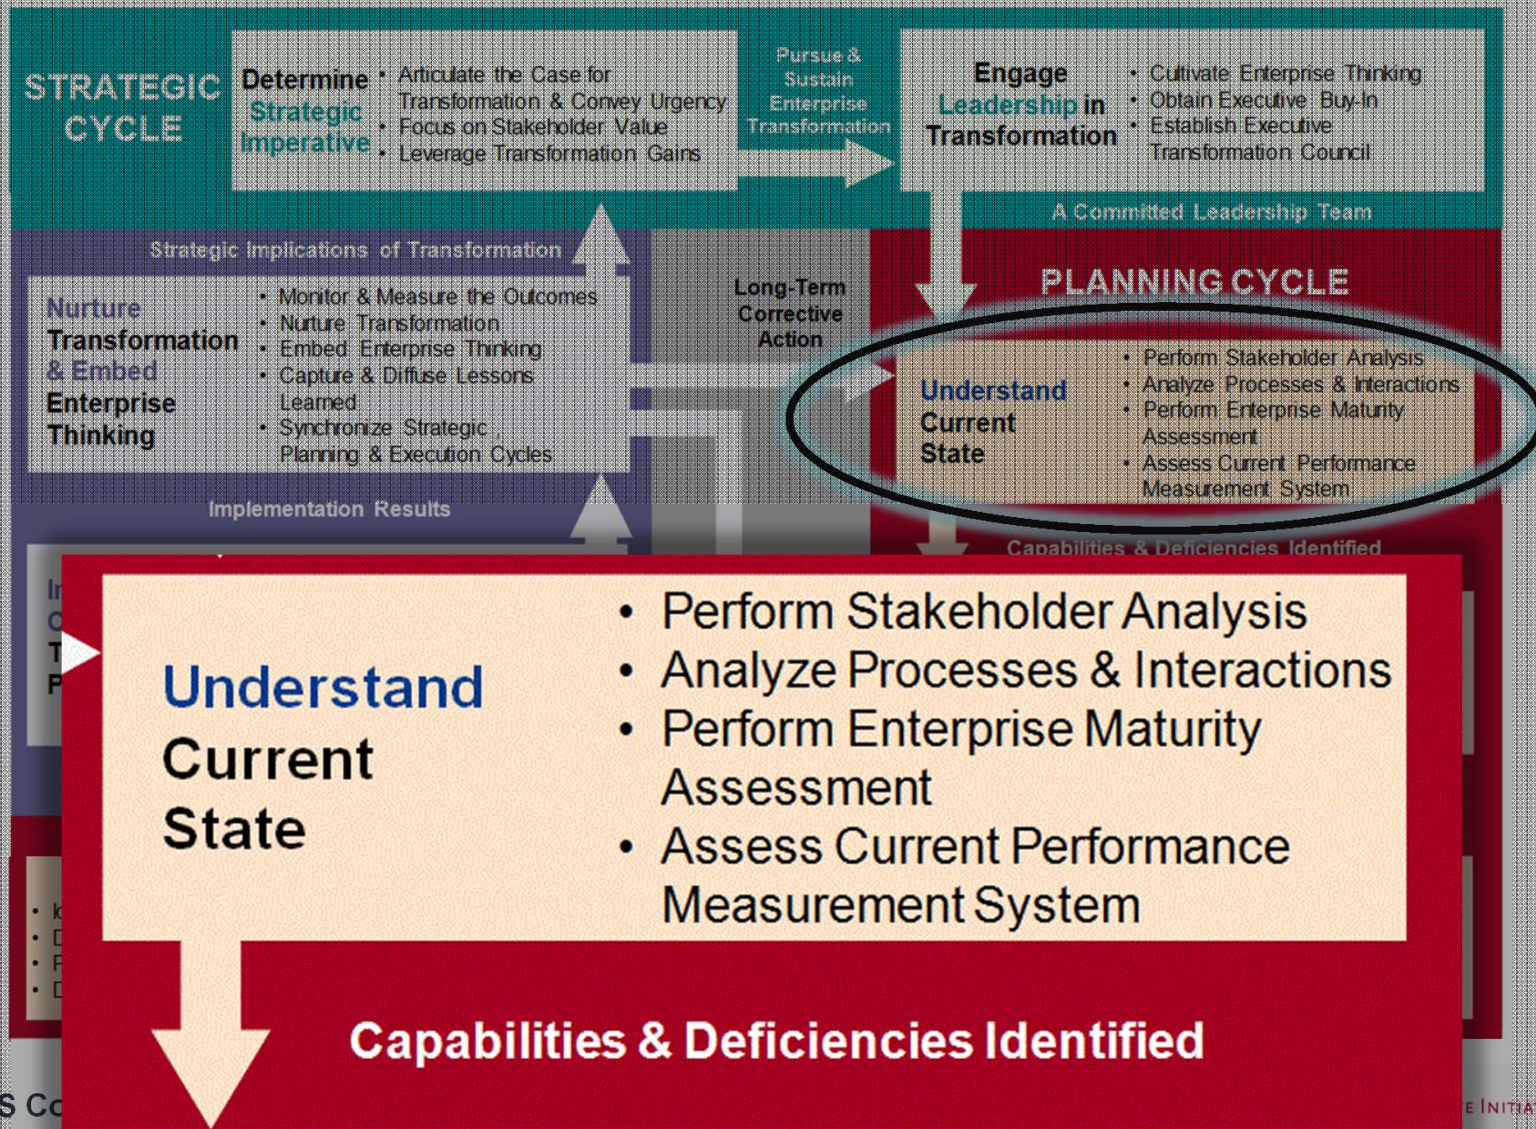 STRATEGIC
CYCLE
Determine
Strategic
Imperative
• Articulate the Case for
Transformation & Convey Urgency
• Focus on Stakeholder Value
• Leverage Transformation Gains
Pursue &
Sustain
Enterprise
Transformation
Engage
Leadership in
Transformation
• Cultivate Enterprise Thinking
• Obtain Executive Buy-In
• Establish Executive
Transformation Council
A Committed Leadership Team
Strategic Implications of Transformation
Nurture
Transformation
& Embed
Enterprise
Thinking
• Monitor & Measure the Outcomes
• Nurture Transformation
• Embed Enterprise Thinking
• Capture & Diffuse Lessons
Learned
• Synchronize Strategic
Planning & Execution Cycles
Implementation Results
Long-Term
Corrective
Action
PLANNING CYCLE
Understand
Current
State
• Perform Stakeholder Analysis
• Analyze Processes & Interactions
• Perform Enterprise Maturity
Assessment
• Assess Current Performance
Measurement System
Capabilities & Deficiencies Identified
Understand
Current
State
• Perform Stakeholder Analysis
• Analyze Processes & Interactions
• Perform Enterprise Maturity
Assessment
• Assess Current Performance
Measurement System
Capabilities & Deficiencies Identified